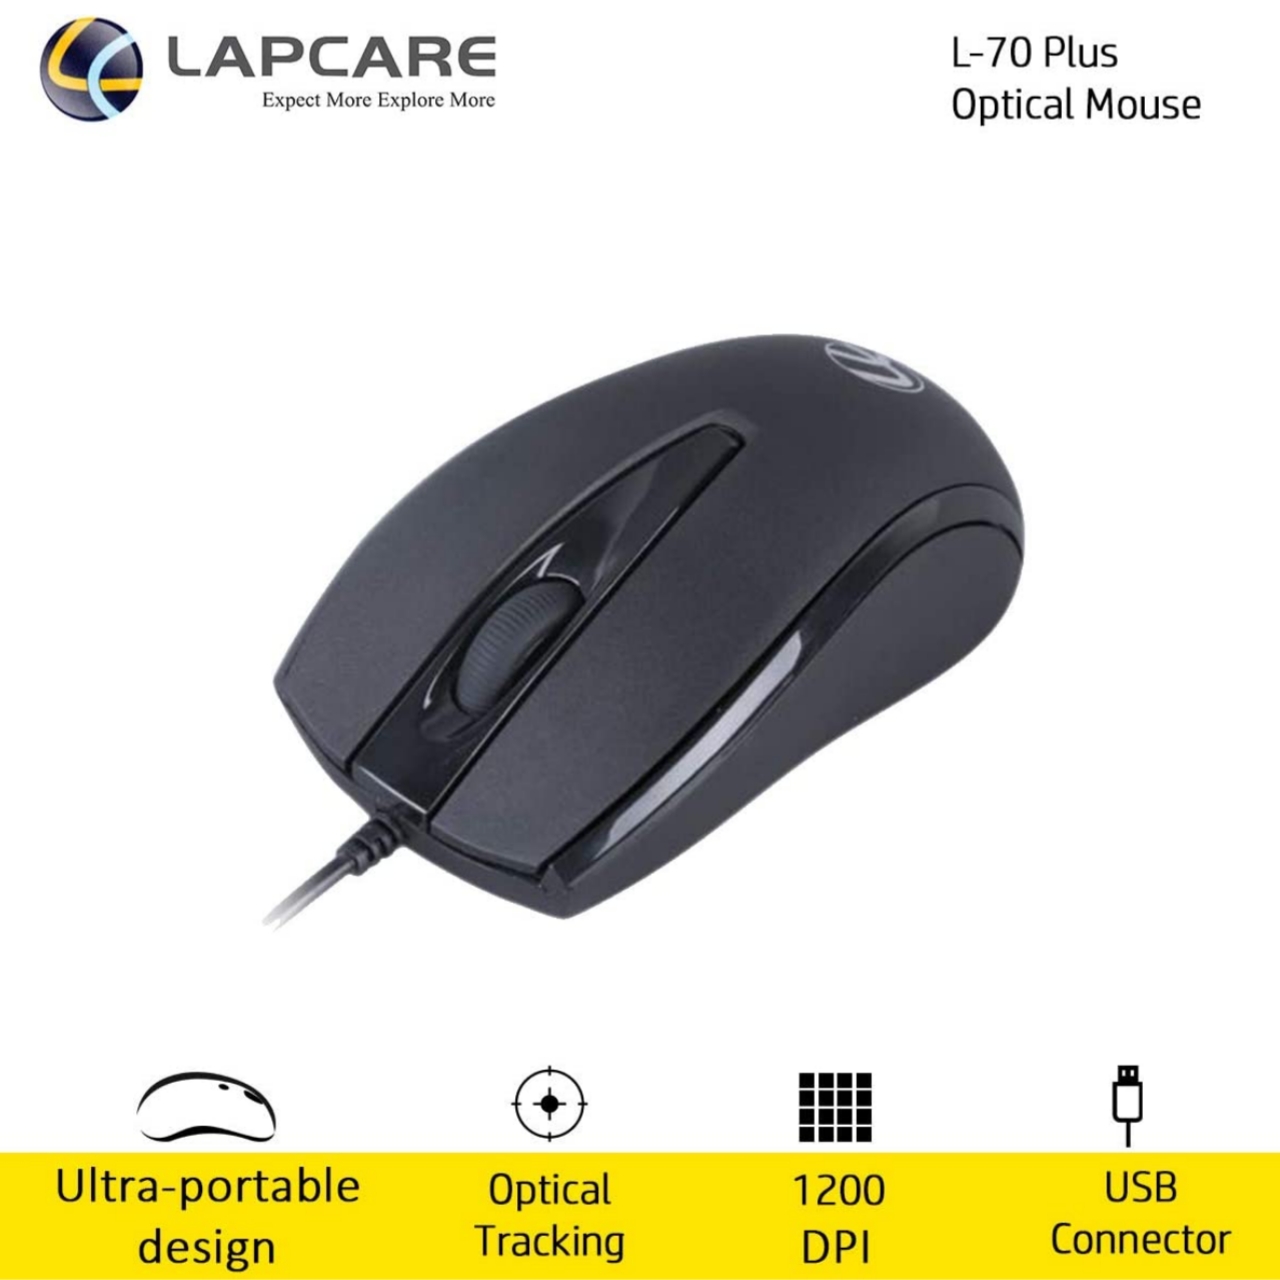 LAPCARE
Expect More Explore More
L-70 Plus
Optical Mouse
Ultra-portable
design
Optical
Tracking
1200
DPI
USB
Connector